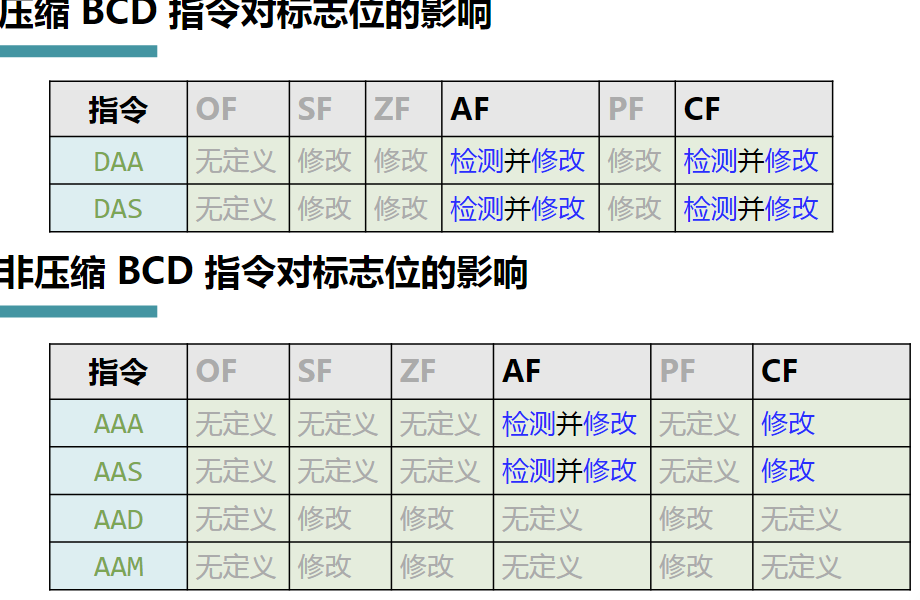 压缩 BCD 指令对标志位的影响
指令 OF SF ZF AF PF CF
DAA 无定义 修改 修改 检测并修改 修改 检测并修改
DAS 无定义 修改 修改 检测并修改 修改 检测并修改
非压缩 BCD 指令对标志位的影响
指令 OF SF ZF AF PF CF
AAA 无定义 无定义 无定义 检测并修改 无定义 修改
AAS 无定义 无定义 无定义 检测并修改 无定义 修改
AAD 无定义 修改 修改 无定义 修改 无定义
AAM 无定义 修改 修改 无定义 修改 无定义